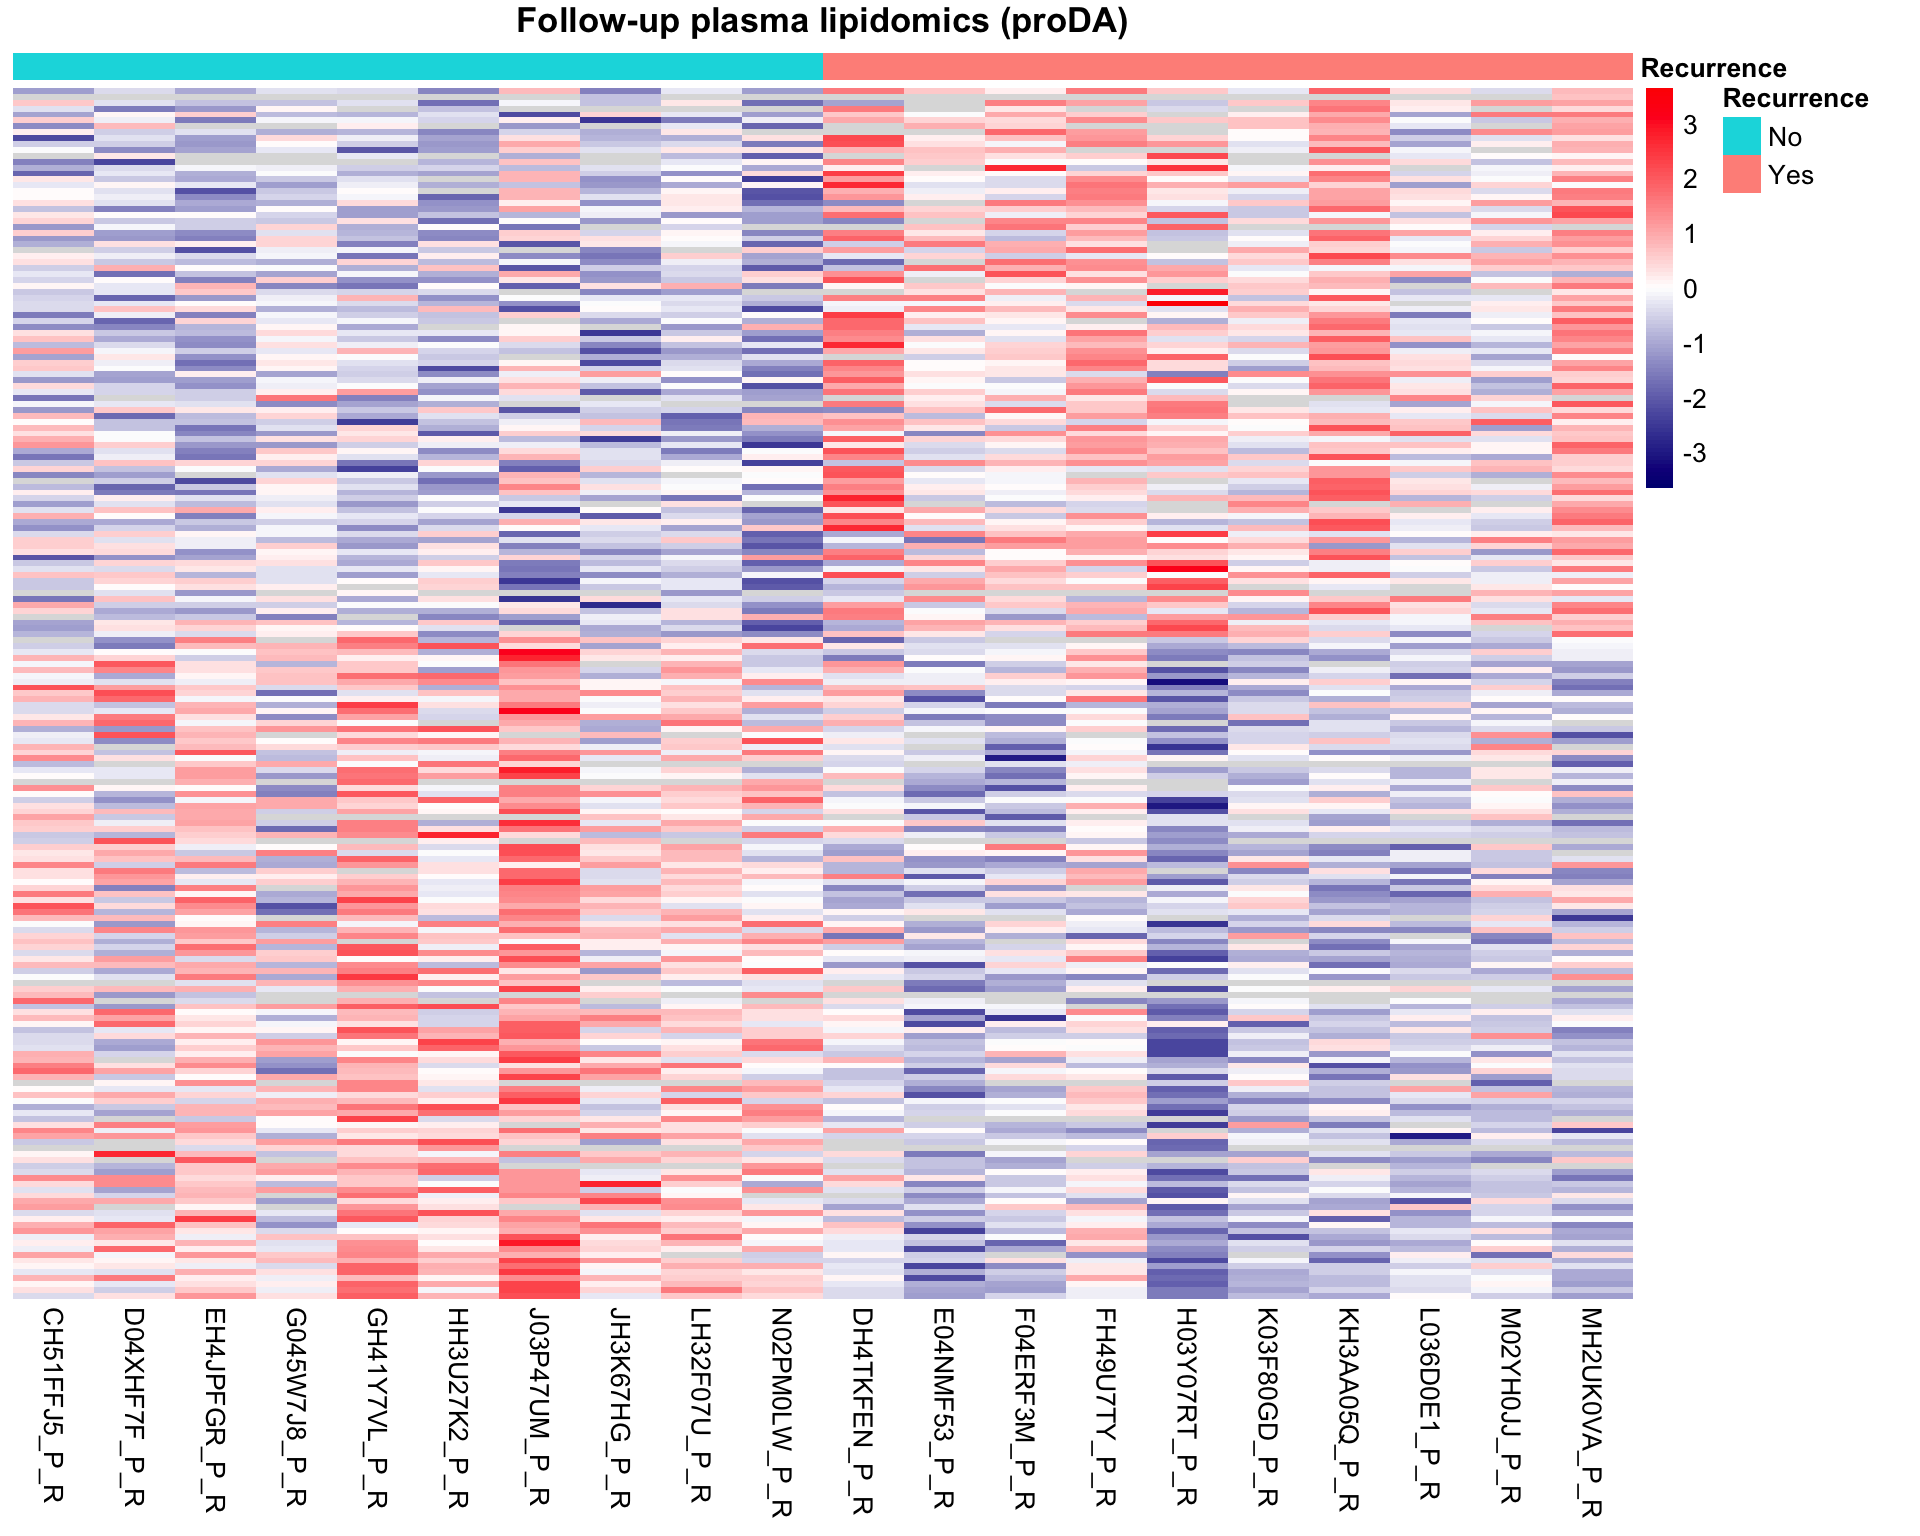 Follow-up plasma lipidomics (proDA)
Recurrence
Recurrence
No
Yes
3
2
1
0
-1
-2
-3
CH51FFJ5_P_R
D04XHF7F_P_R
EH4JPFGR_P_R
G045W7J8_P_R
GH41Y7VL_P_R
HH3U27K2_P_R
J03P47UM_P_R
JH3K67HG_P_R
LH32F07U_P_R
N02PM0LW_P_R
DH4TKFEN_P_R
E04NMF53_P_R
F04ERF3M_P_R
FH49U7TY_P_R
H03Y07RT_P_R
K03F80GD_P_R
KH3AA05Q_P_R
L036D0E1_P_R
M02YH0JJ_P_R
MH2UK0VA_P_R